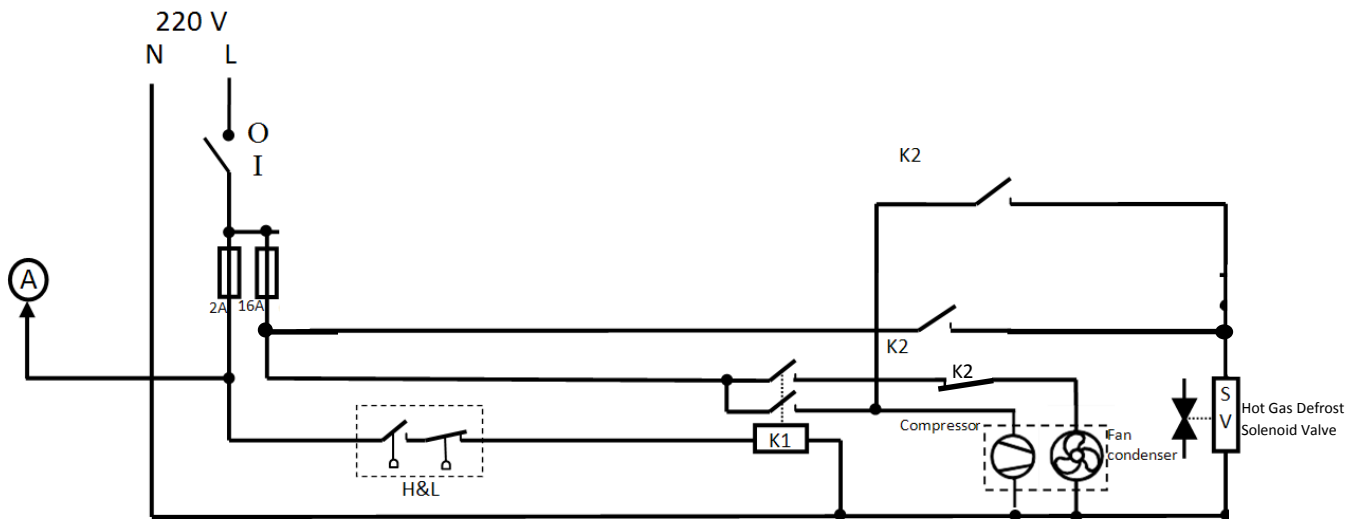 220 V
N L
O
I
A
2A 16A
K2
K2
K2
K1
H&L
Compressor
Fan
condenser
S
V
Hot Gas Defrost
Solenoid Valve